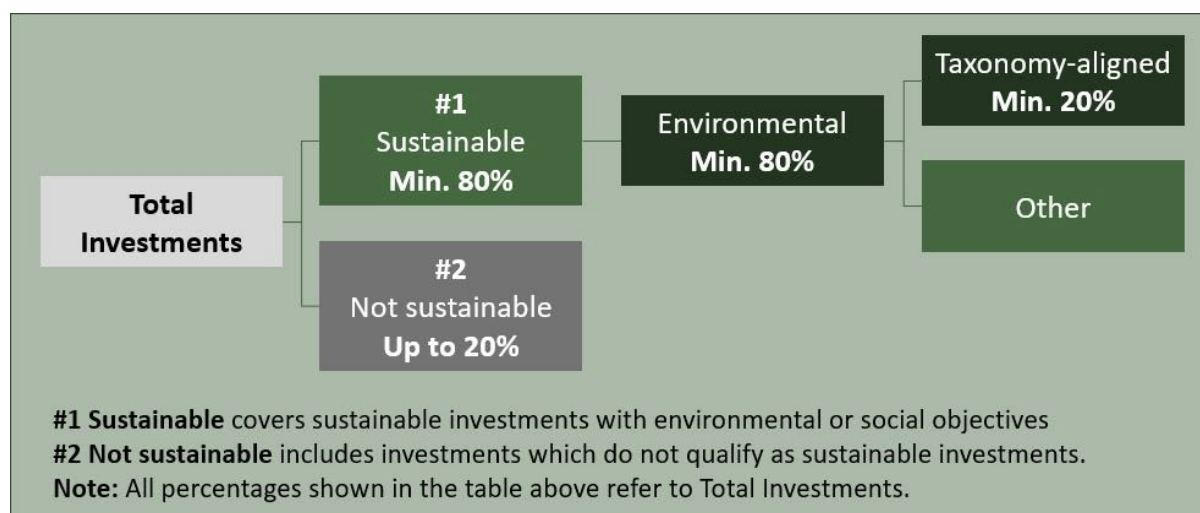 Total
Investments
#1
Sustainable
Min. 80%
#2
Not sustainable
Up to 20%
Environmental
Min. 80%
Taxonomy-aligned
Min. 20%
Other
#1 Sustainable covers sustainable investments with environmental or social objectives
#2 Not sustainable includes investments which do not qualify as sustainable investments.
Note: All percentages shown in the table above refer to Total Investments.